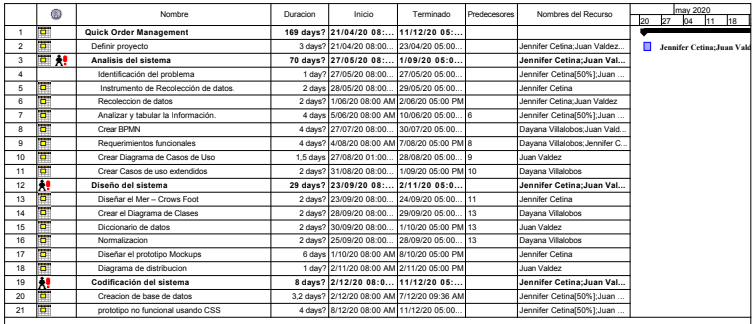 Nombre Duracion Inicio Terminado Predecesores Nombres del Recurso may 2020
20 27 04 11 18
1 Quick Order Management 169 days? 21/04/20 08:... 11/12/20 05:...
2 Definir proyecto 3 days? 21/04/20 08:00... 23/04/20 05:00... Jennifer Cetina;Juan Valdez... Jennifer Cetina;Juan Vald
3 Analisis del sistema 70 days? 27/05/20 08:... 1/09/20 05:0... Jennifer Cetina;Juan Val...
4 Identificación del problema 1 day? 27/05/20 08:00... 27/05/20 05:00... Jennifer Cetina[50%];Juan ...
5 Instrumento de Recolección de datos. 2 days 28/05/20 08:00... 29/05/20 05:00... Jennifer Cetina
6 Recoleccion de datos 2 days? 1/06/20 08:00 AM 2/06/20 05:00 PM Jennifer Cetina;Juan Valdez
7 Analizar y tabular la Información. 4 days 5/06/20 08:00 AM 10/06/20 05:00... 6 Jennifer Cetina[50%];Juan ...
8 Crear BPMN 4 days? 27/07/20 08:00... 30/07/20 05:00... Dayana Villalobos;Juan Vald...
9 Requerimientos funcionales 4 days? 4/08/20 08:00 AM 7/08/20 05:00 PM 8 Dayana Villalobos;Jennifer C...
10 Crear Diagrama de Casos de Uso 1,5 days 27/08/20 01:00... 28/08/20 05:00... 9 Juan Valdez
11 Crear Casos de uso extendidos 2 days? 31/08/20 08:00... 1/09/20 05:00 PM 10 Dayana Villalobos
12 Diseño del sistema 29 days? 23/09/20 08:... 2/11/20 05:0... Jennifer Cetina;Juan Val...
13 Diseñar el Mer – Crows Foot 2 days? 23/09/20 08:00... 24/09/20 05:00... 11 Jennifer Cetina
14 Crear el Diagrama de Clases 2 days? 28/09/20 08:00... 29/09/20 05:00... 13 Dayana Villalobos
15 Diccionario de datos 2 days? 30/09/20 08:00... 1/10/20 05:00 PM 13 Juan Valdez
16 Normalizacion 2 days? 25/09/20 08:00... 28/09/20 05:00... 13 Dayana Villalobos
17 Diseñar el prototipo Mockups 6 days 1/10/20 08:00 AM 8/10/20 05:00 PM Jennifer Cetina
18 Diagrama de distribucion 1 day? 2/11/20 08:00 AM 2/11/20 05:00 PM Juan Valdez
19 Codificación del sistema 8 days? 2/12/20 08:0... 11/12/20 05:... Jennifer Cetina;Juan Val...
20 Creacion de base de datos 3,2 days? 2/12/20 08:00 AM 7/12/20 09:36 AM Jennifer Cetina[50%];Juan ...
21 prototipo no funcional usando CSS 4 days? 8/12/20 08:00 AM 11/12/20 05:00... Jennifer Cetina[50%];Juan ...